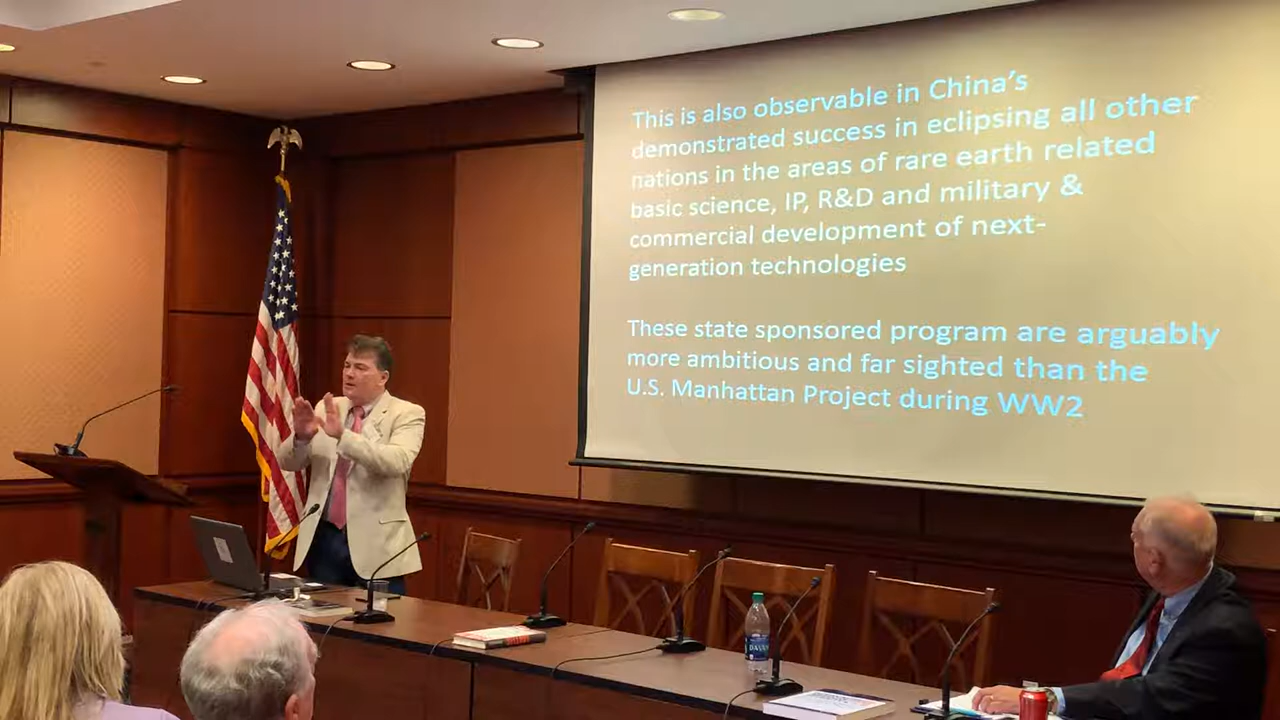 This is also observable in China's
demonstrated success in eclipsing all other
nations in the areas of rare earth related
basic science, IP, R&D and military &
commercial development of next-
generation technologies
These state sponsored program are arguably
more ambitious and far sighted than the
U.S. Manhattan Project during WW2